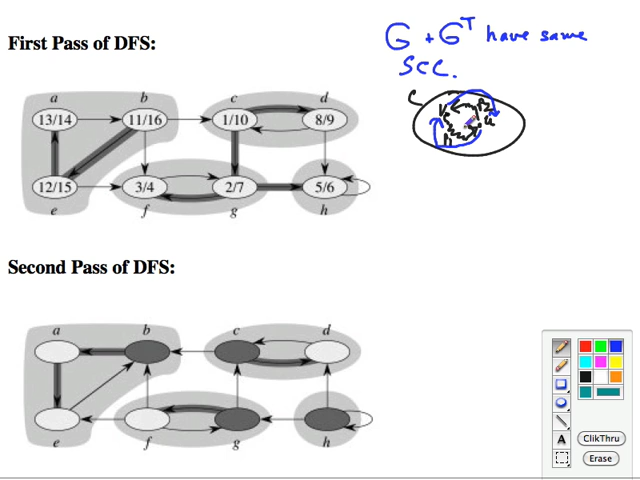 First Pass of DFS:
G + G^T have same
SCC.
a b c d
13/14 11/16 1/10 8/9
12/15 3/4 2/7 5/6
e f g h
C
u
Second Pass of DFS:
a b c d
e f g h
A
ClikThru
Erase